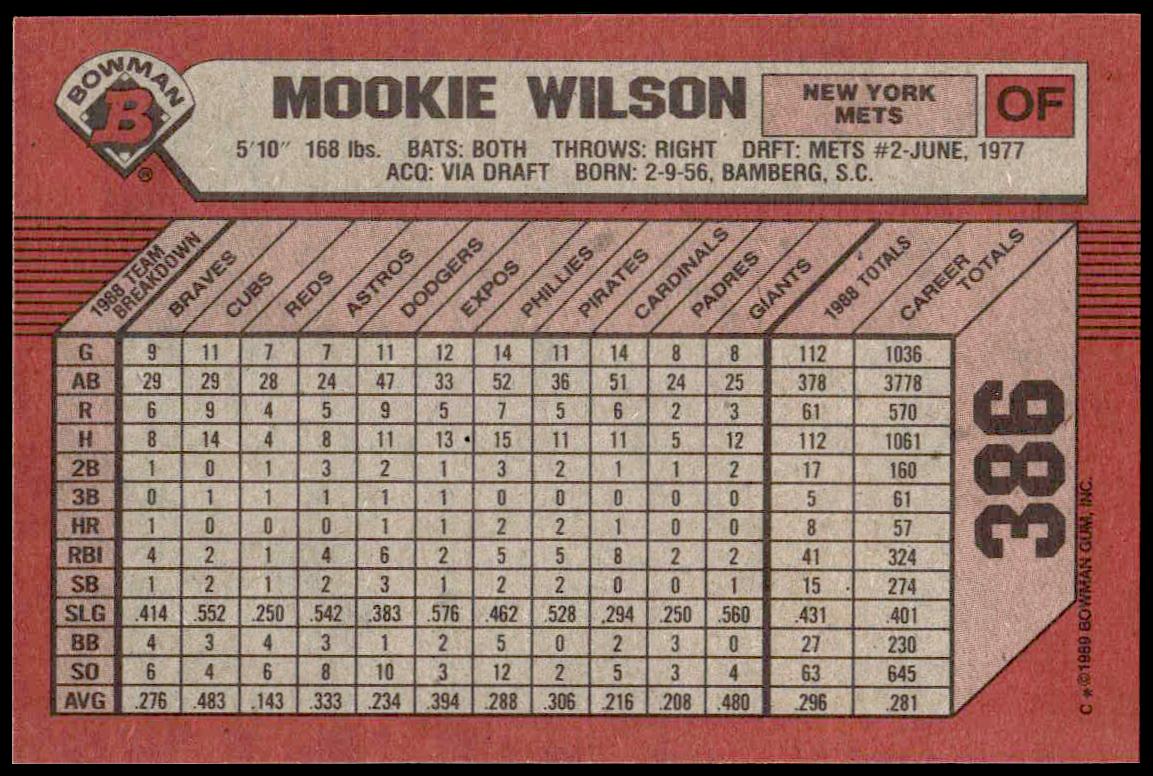 BOWMAN
B
®
MOOKIE WILSON
NEW YORK
METS
OF
5'10" 168 lbs. BATS: BOTH THROWS: RIGHT DRFT: METS #2-JUNE, 1977
ACQ: VIA DRAFT BORN: 2-9-56, BAMBERG, S.C.
1988 TEAM BREAKDOWN BRAVES CUBS REDS ASTROS DODGERS EXPOS PHILLIES PIRATES CARDINALS PADRES GIANTS 1988 TOTALS CAREER TOTALS
G 9 11 7 7 11 12 14 11 14 8 8 112 1036
AB 29 29 28 24 47 33 52 36 51 24 25 378 3778
R 6 9 4 5 9 5 7 5 6 2 3 61 570
H 8 14 4 8 11 13 15 11 11 5 12 112 1061
2B 1 0 1 3 2 1 3 2 1 1 2 17 160
3B 0 1 1 1 1 1 0 0 0 0 0 5 61
HR 1 0 0 0 1 1 2 2 1 0 0 8 57
RBI 4 2 1 4 6 2 5 5 8 2 2 41 324
SB 1 2 1 2 3 1 2 2 0 0 1 15 274
SLG .414 .552 .250 .542 .383 .576 .462 .528 .294 .250 .560 .431 .401
BB 4 3 4 3 1 2 5 0 2 3 0 27 230
SO 6 4 6 8 10 3 12 2 5 3 4 63 645
AVG .276 .483 .143 .333 .234 .394 .288 .306 .216 .208 .480 .296 .281
386
C *©1989 BOWMAN GUM, INC.